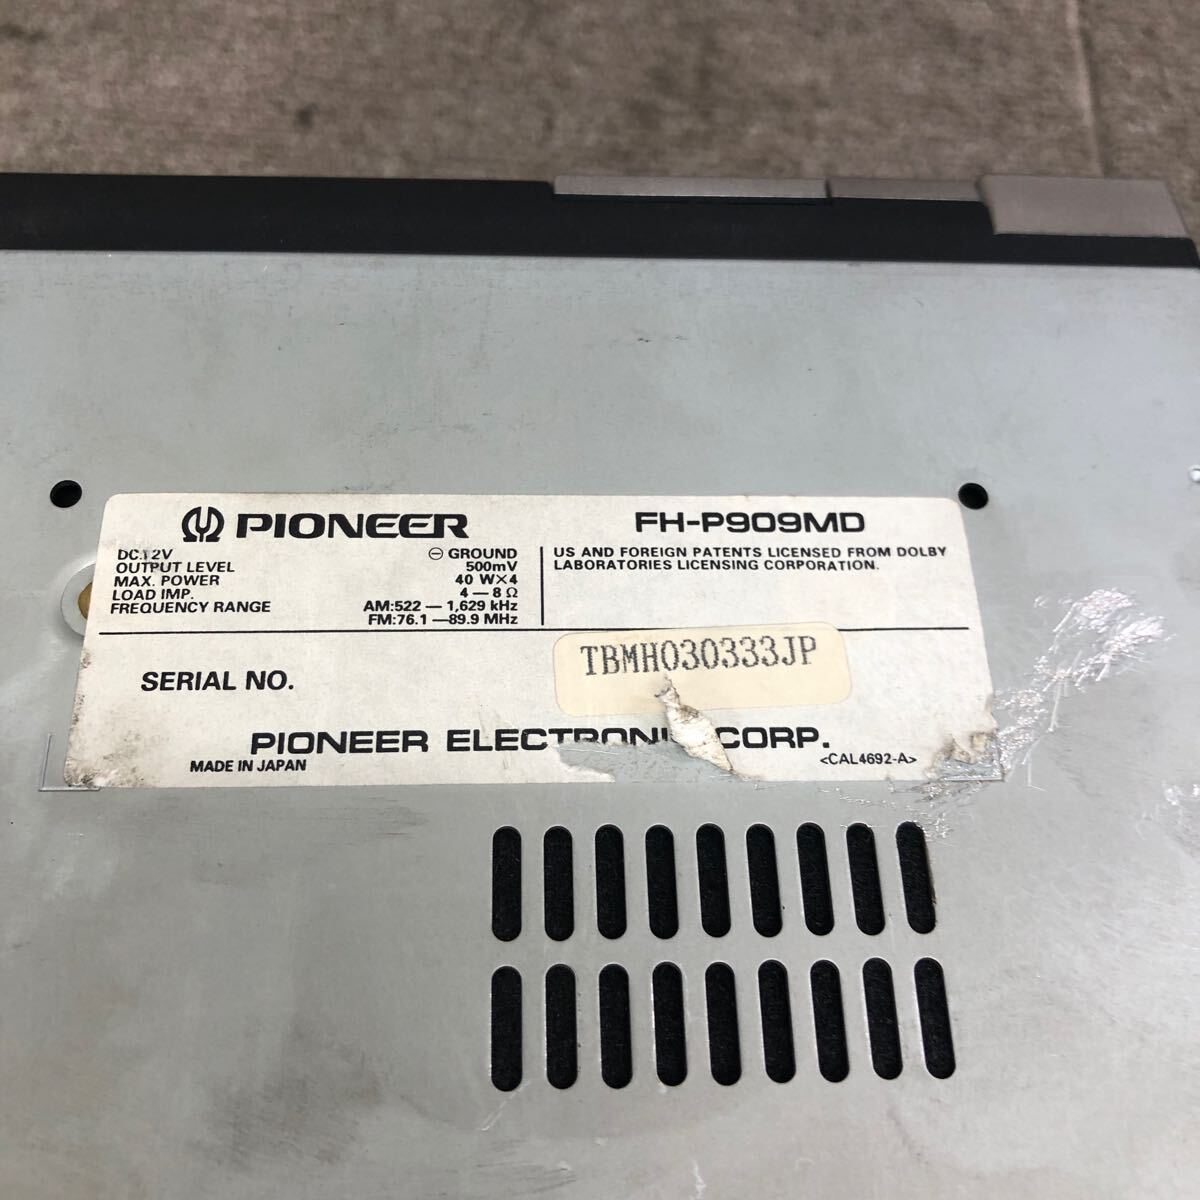 PIONEER
FH-P909MD
DC.12V ⊖ GROUND
OUTPUT LEVEL 500mV
MAX. POWER 40 W×4
LOAD IMP. 4 — 8 Ω
FREQUENCY RANGE AM:522 — 1,629 kHz
FM:76.1 —89.9 MHz
US AND FOREIGN PATENTS LICENSED FROM DOLBY
LABORATORIES LICENSING CORPORATION.
SERIAL NO. TBMH030333JP
PIONEER CORP.
MADE IN JAPAN <CAL4692-A>